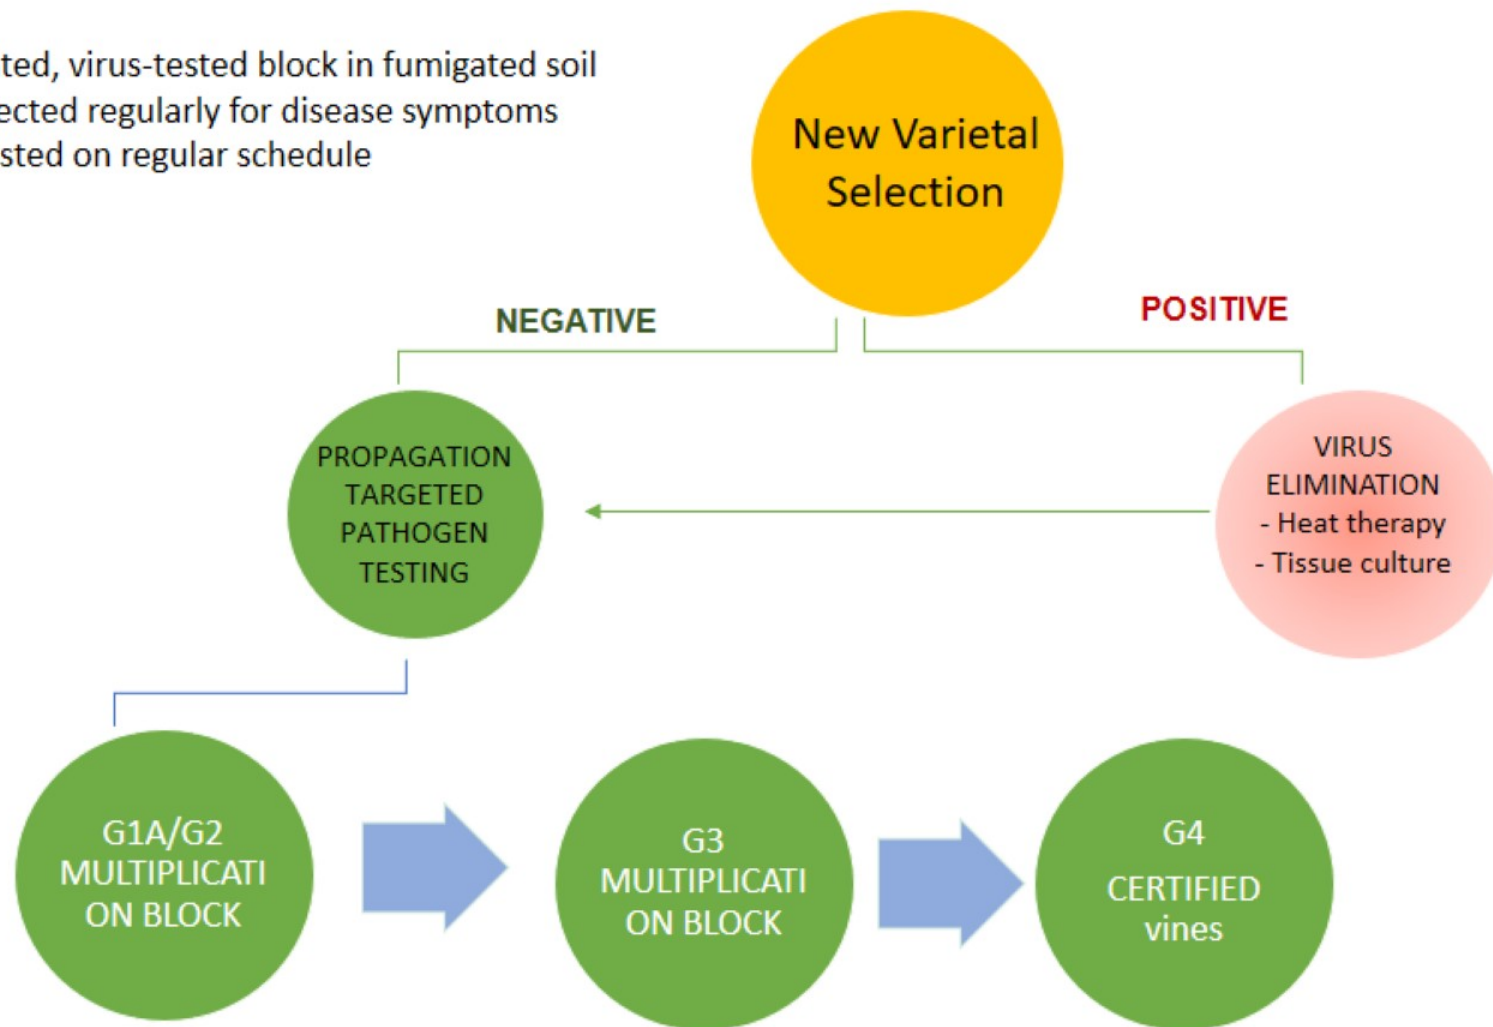 ted, virus-tested block in fumigated soil
ected regularly for disease symptoms
sted on regular schedule
New Varietal
Selection
NEGATIVE
POSITIVE
PROPAGATION
TARGETED
PATHOGEN
TESTING
VIRUS
ELIMINATION
- Heat therapy
- Tissue culture
G1A/G2
MULTIPLICATI
ON BLOCK
G3
MULTIPLICATI
ON BLOCK
G4
CERTIFIED
vines